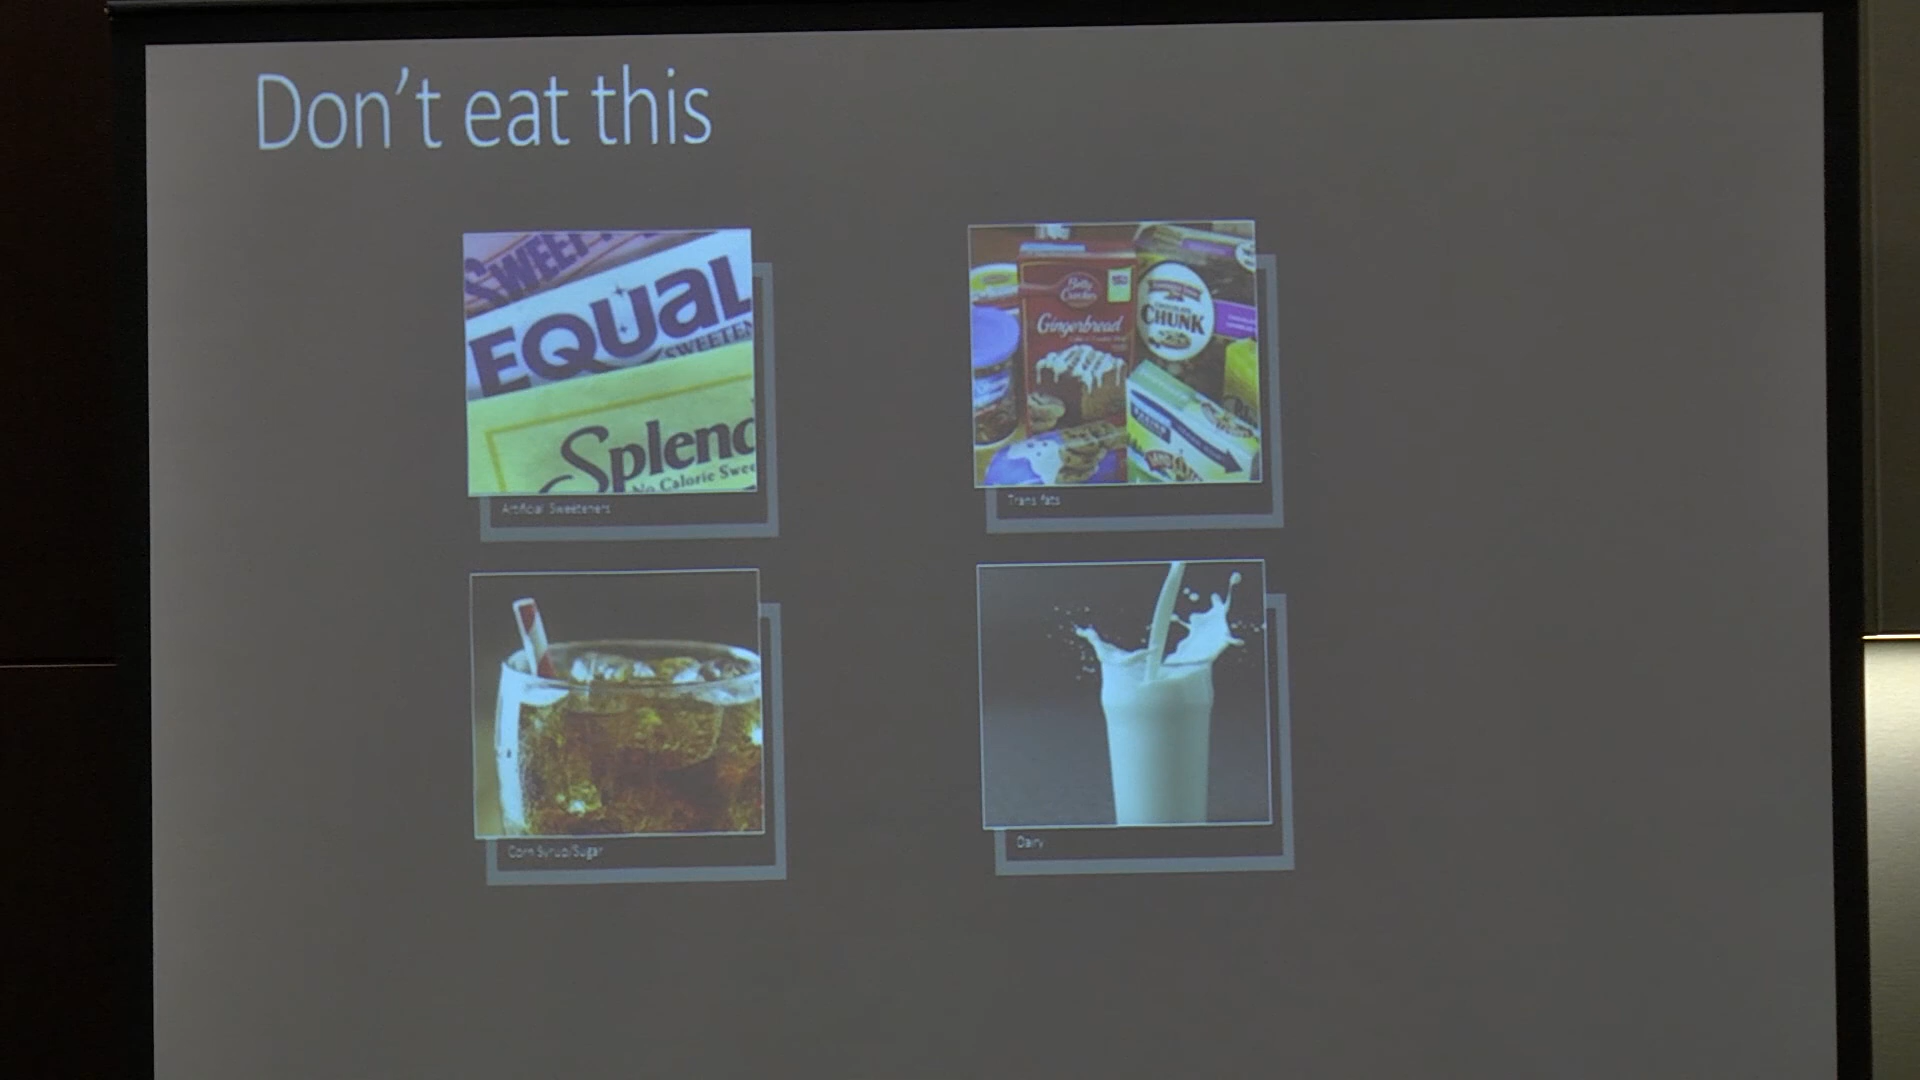 Don't eat this
SWEET
EQUAL
SWEETEN
Splend
No Calorie Swee
Artificial Sweeteners
Betty
Crocker
Gingerbread
CHUNK
Trans fats
Corn Syrup/Sugar
Dairy